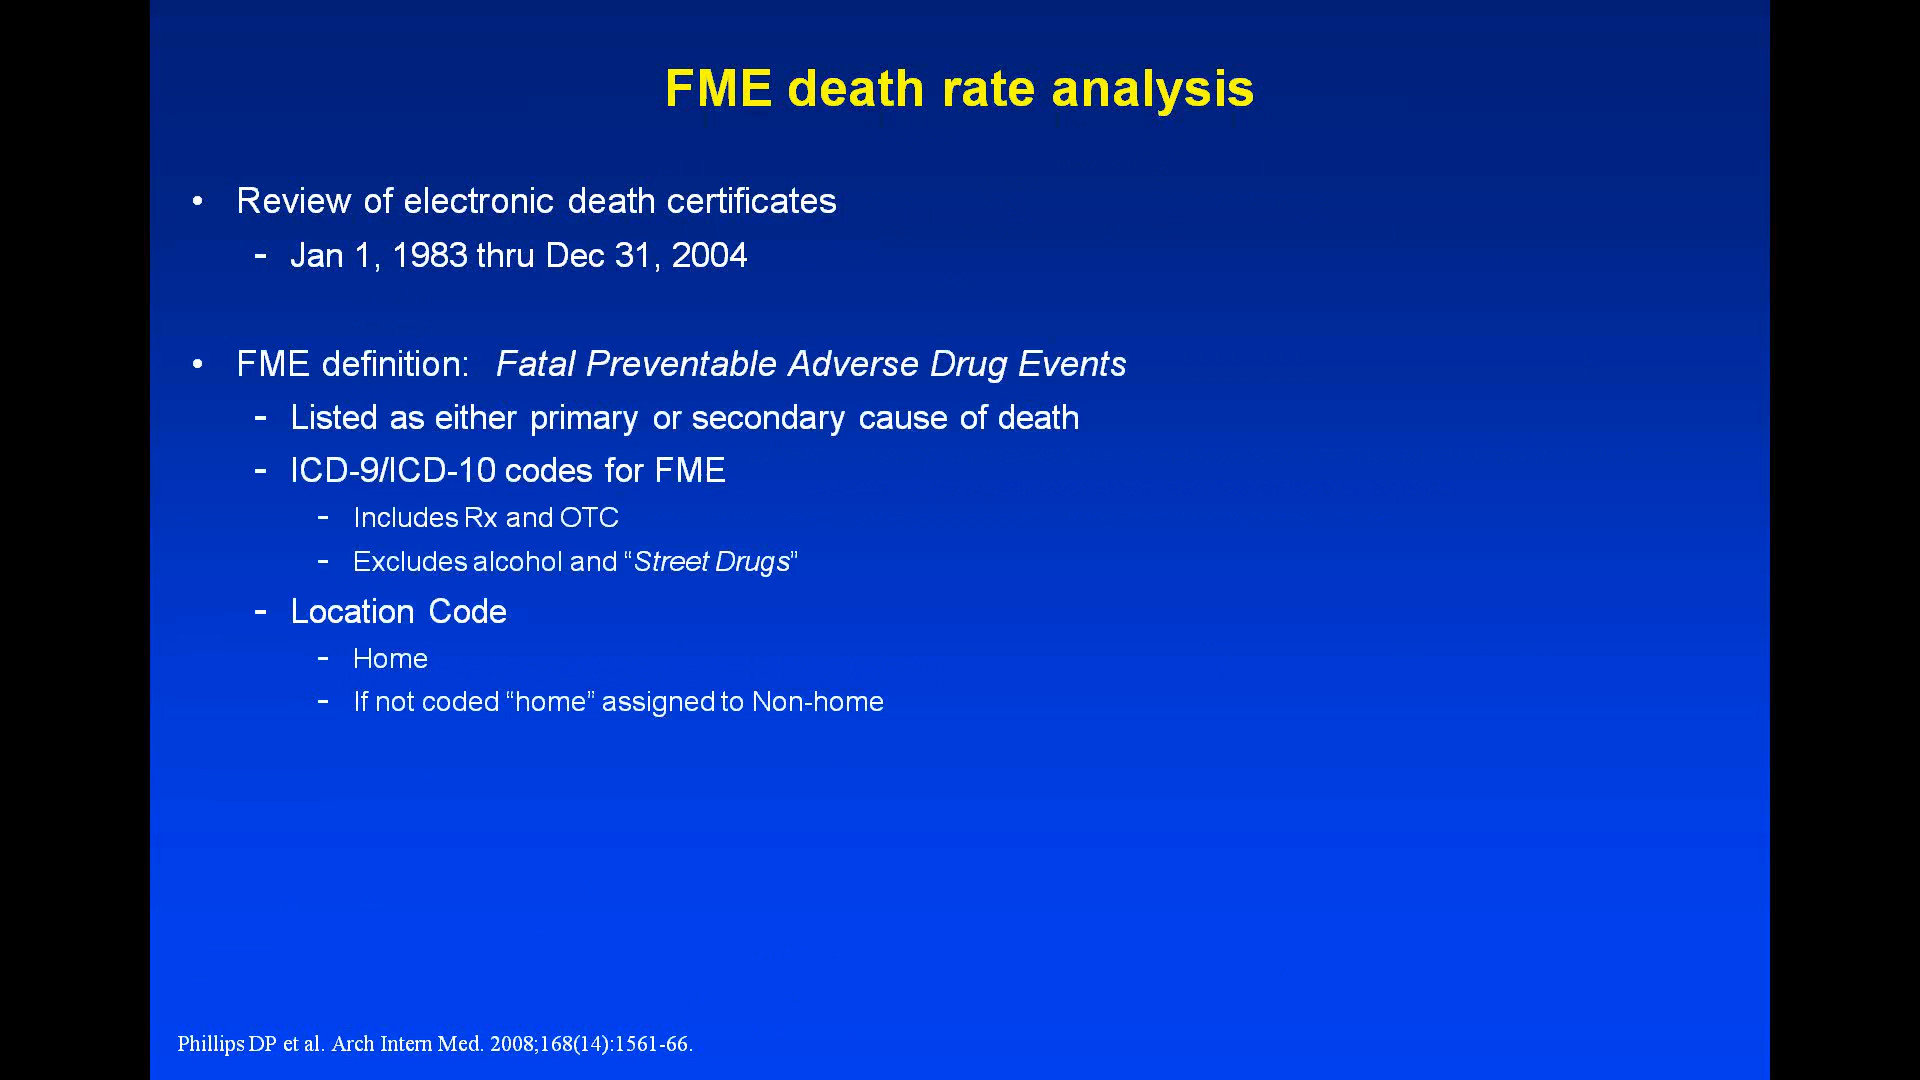 FME death rate analysis
• Review of electronic death certificates
- Jan 1, 1983 thru Dec 31, 2004
• FME definition: Fatal Preventable Adverse Drug Events
- Listed as either primary or secondary cause of death
- ICD-9/ICD-10 codes for FME
- Includes Rx and OTC
- Excludes alcohol and “Street Drugs”
- Location Code
- Home
- If not coded “home” assigned to Non-home
Phillips DP et al. Arch Intern Med. 2008;168(14):1561-66.